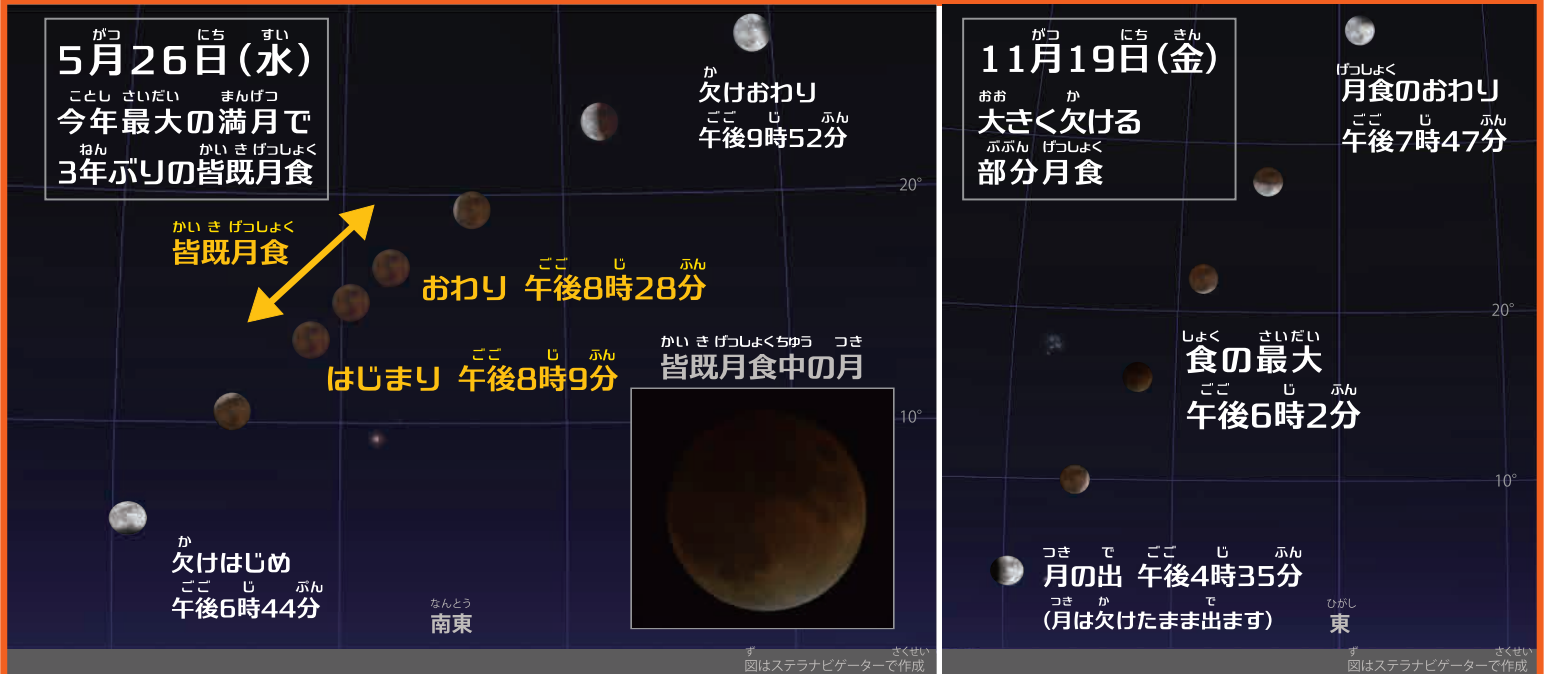 がつ にち すい
5月26日(水)
ことし さいだい まんげつ
今年最大の満月で
ねん かい き げっしょく
3年ぶりの皆既月食
かい き げっしょく
皆既月食
か
欠けおわり
ごご じ ふん
午後9時52分
20°
ごご じ ふん
おわり 午後8時28分
ごご じ ふん
はじまり 午後8時9分
かい き げっしょくちゅう つき
皆既月食中の月
10°
か
欠けはじめ
ごご じ ぷん
午後6時44分
なんとう
南東
ず さくせい
図はステラナビゲーターで作成
がつ にち きん
11月19日(金)
おお か
大きく欠ける
ぶぶん げっしょく
部分月食
げっしょく
月食のおわり
ごご じ ふん
午後7時47分
20°
しょく さいだい
食の最大
ごご じ ふん
午後6時2分
10°
つき で ごご じ ふん
月の出 午後4時35分
つき か で
(月は欠けたまま出ます)
ひがし
東
ず さくせい
図はステラナビゲーターで作成